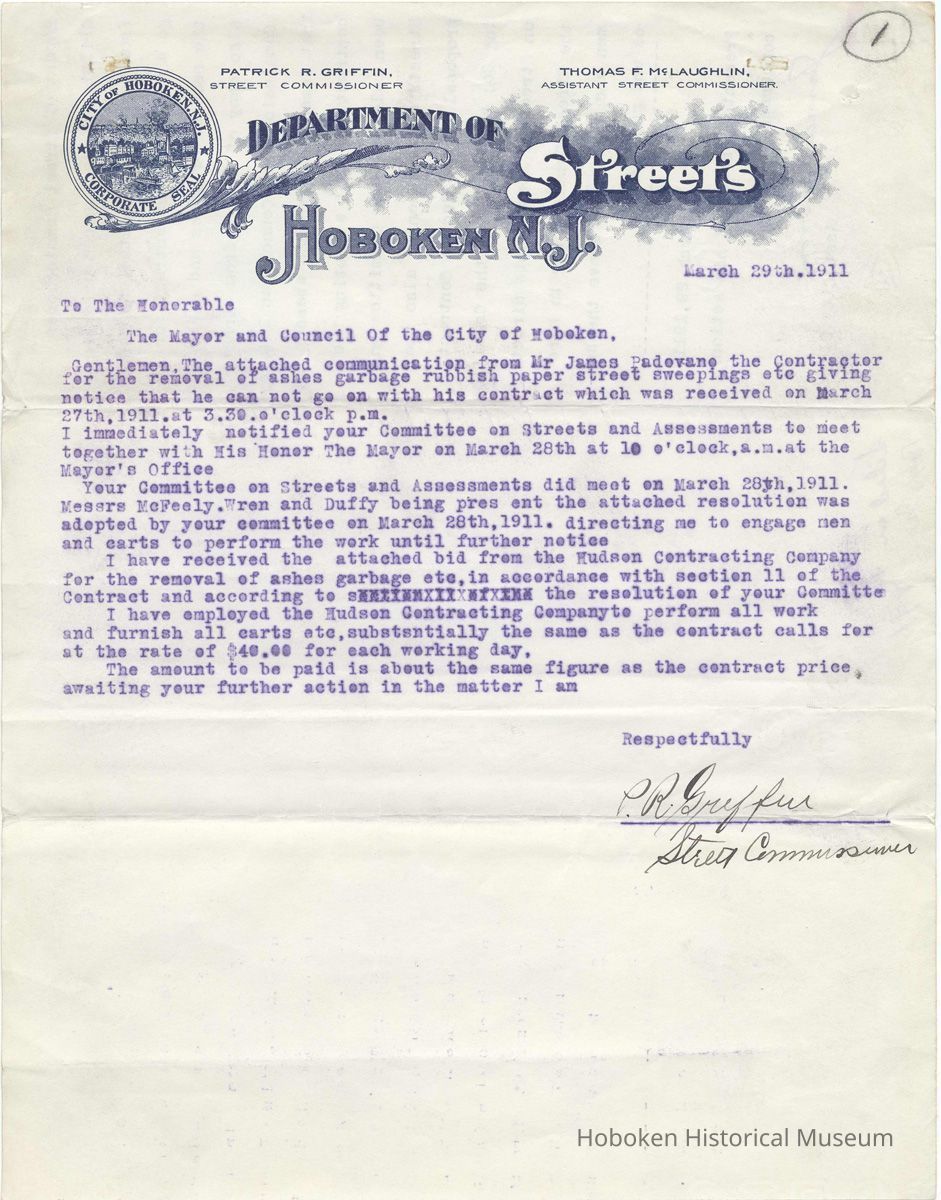 1
PATRICK R. GRIFFIN,
STREET COMMISSIONER
THOMAS F. McLAUGHLIN,
ASSISTANT STREET COMMISSIONER.
CITY OF HOBOKEN, N.J.
CORPORATE SEAL
DEPARTMENT OF
Streets
HOBOKEN N.J.
March 29th.1911
To The Honorable
The Mayor and Council Of the City of Hoboken,
Gentlemen,The attached communication from Mr James Padovano the Contractor
for the removal of ashes garbage rubbish paper street sweepings etc giving
notice that he can not go on with his contract which was received on March
27th,1911.at 3.30.o'clock p.m.
I immediately notified your Committee on Streets and Assessments to meet
together with His Honor The Mayor on March 28th at 10 o'clock,a.m.at the
Mayor's Office
Your Committee on Streets and Assessments did meet on March 28th,1911.
Messrs McFeely.Wren and Duffy being pres ent the attached resolution was
adopted by your committee on March 28th,1911. directing me to engage men
and carts to perform the work until further notice
I have received the attached bid from the Hudson Contracting Company
for the removal of ashes garbage etc,in accordance with section 11 of the
Contract and according to the resolution of your Committe
I have employed the Hudson Contracting Companyto perform all work
and furnish all carts etc,substsntially the same as the contract calls for
at the rate of $40.00 for each working day,
The amount to be paid is about the same figure as the contract price,
awaiting your further action in the matter I am
Respectfully
P. R. Griffin
Street Commissioner
Hoboken Historical Museum